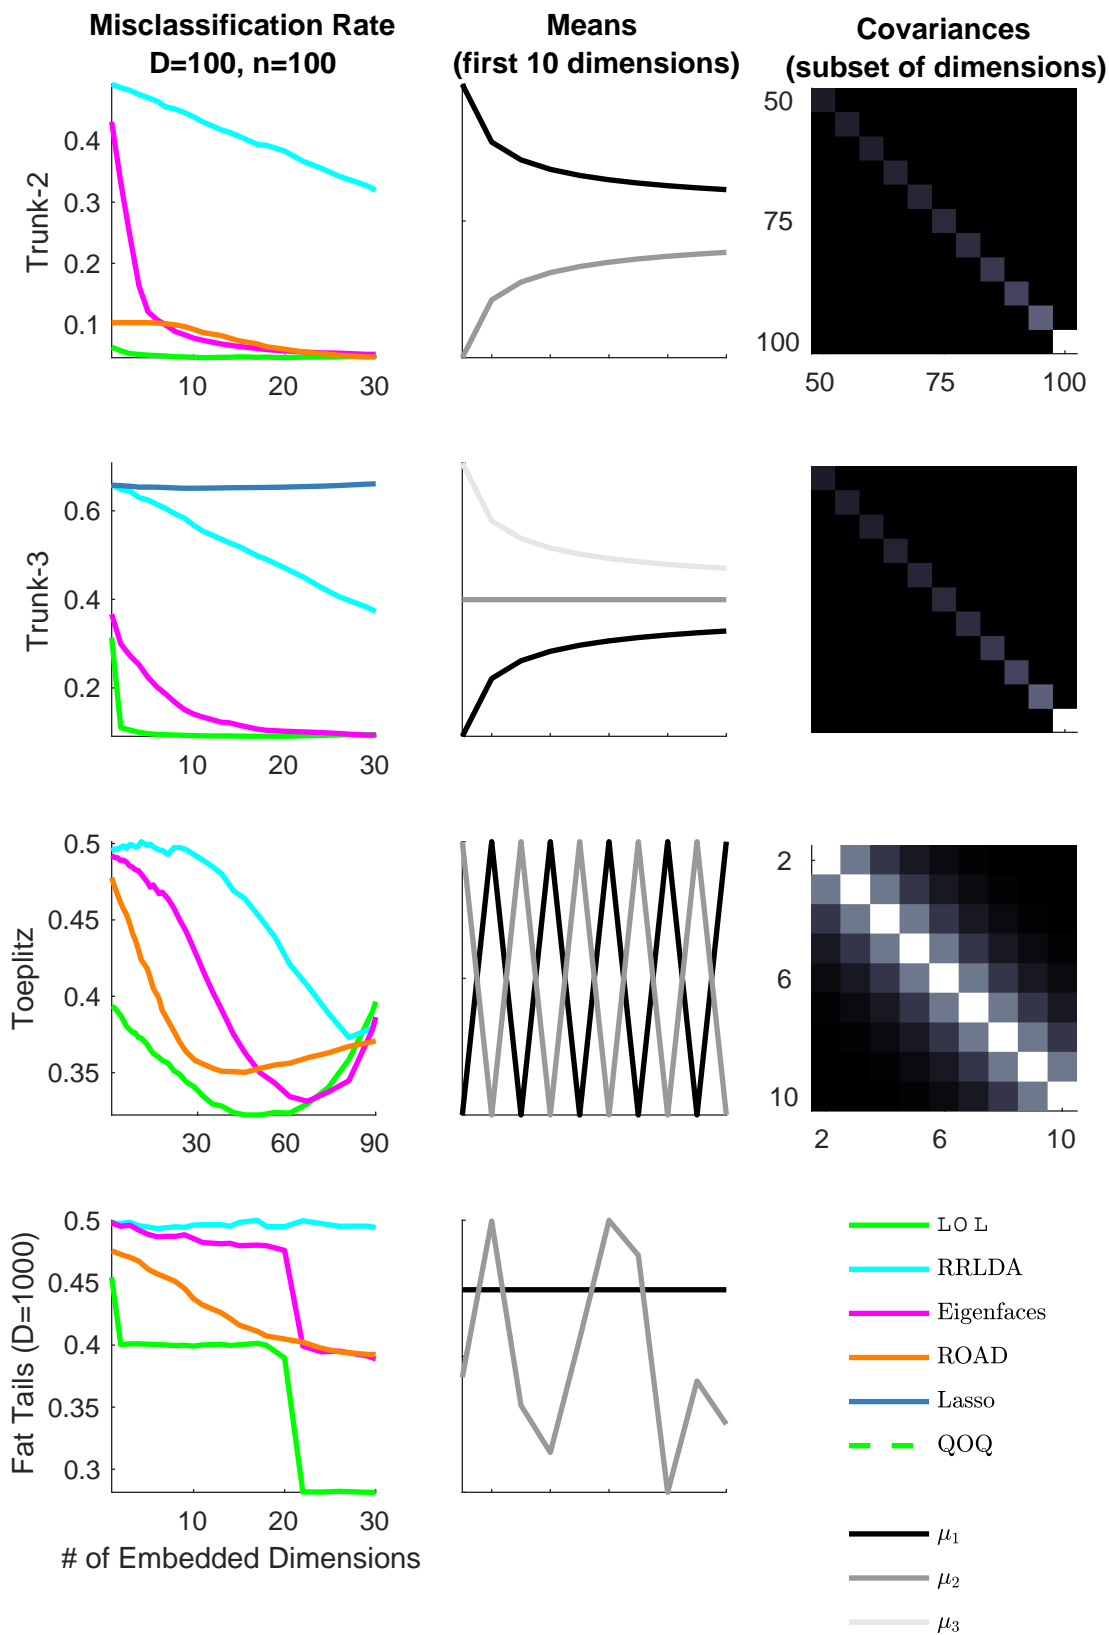 Misclassification Rate
D=100, n=100
Means
(first 10 dimensions)
Covariances
(subset of dimensions)
Trunk-2
0.4
0.3
0.2
0.1
10 20 30
50
75
100
50 75 100
Trunk-3
0.6
0.4
0.2
10 20 30
Toeplitz
0.5
0.45
0.4
0.35
30 60 90
2
6
10
2 6 10
Fat Tails (D=1000)
0.5
0.45
0.4
0.35
0.3
10 20 30
# of Embedded Dimensions
LOL
RRLDA
Eigenfaces
ROAD
Lasso
QOQ
μ₁
μ₂
μ₃